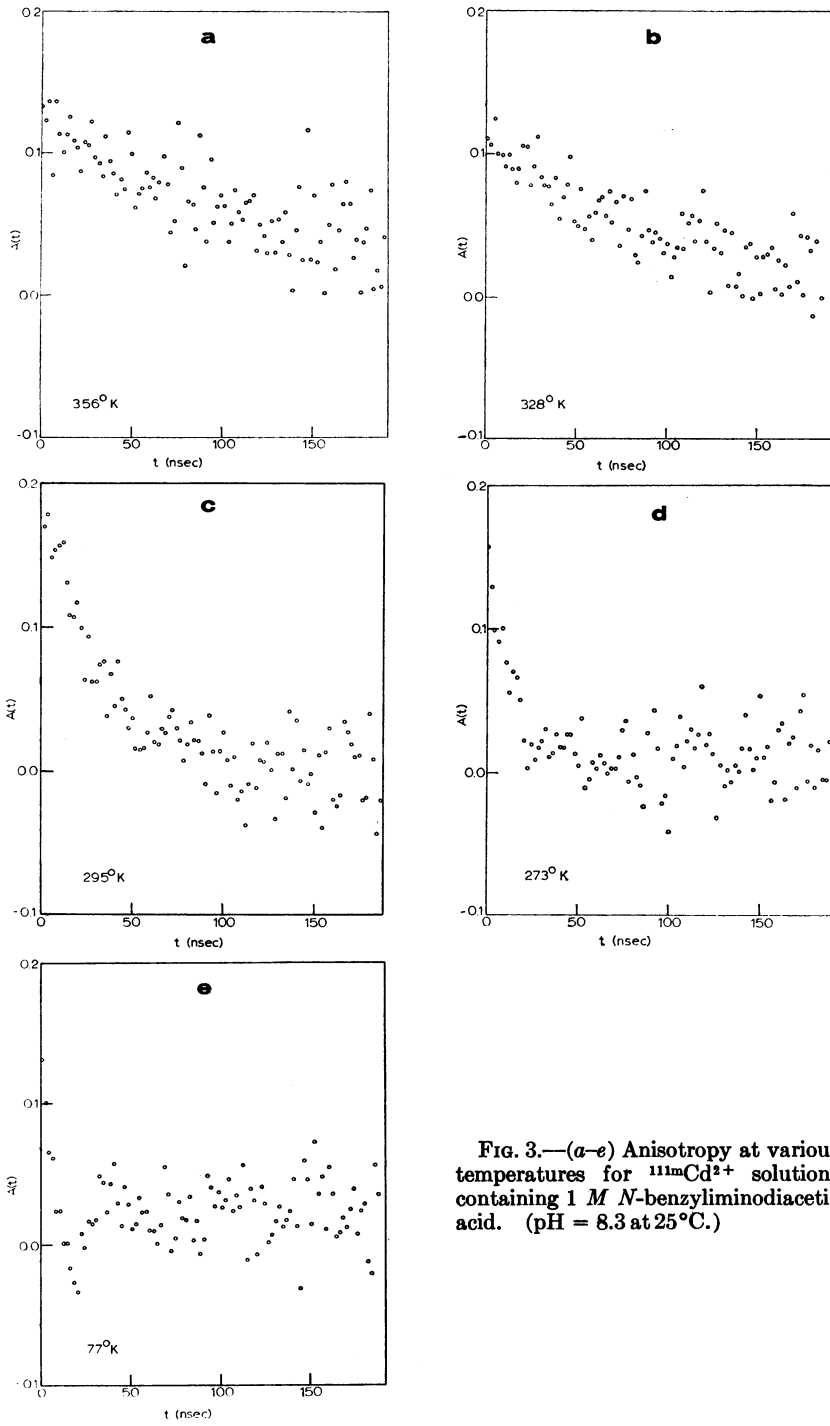 a
0.2
0.1
0.0
-0.1
A(t)
356°K
0 50 100 150
t (nsec)
b
0.2
0.1
0.0
-0.1
A(t)
328°K
0 50 100 150
t (nsec)
c
0.2
0.1
0.0
-0.1
A(t)
295°K
0 50 100 150
t (nsec)
d
0.2
0.1
0.0
-0.1
A(t)
273°K
0 50 100 150
t (nsec)
e
0.2
0.1
0.0
-0.1
A(t)
77°K
0 50 100 150
t (nsec)
FIG. 3.—(a-e) Anisotropy at variou
temperatures for ¹¹¹ᵐCd²⁺ solution
containing 1 M N-benzyliminodiaceti
acid. (pH = 8.3 at 25°C.)